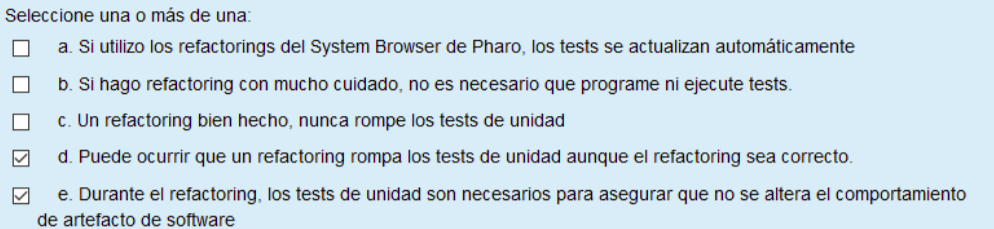 Seleccione una o más de una:
a. Si utilizo los refactorings del System Browser de Pharo, los tests se actualizan automáticamente
b. Si hago refactoring con mucho cuidado, no es necesario que programe ni ejecute tests.
c. Un refactoring bien hecho, nunca rompe los tests de unidad
d. Puede ocurrir que un refactoring rompa los tests de unidad aunque el refactoring sea correcto.
e. Durante el refactoring, los tests de unidad son necesarios para asegurar que no se altera el comportamiento
de artefacto de software